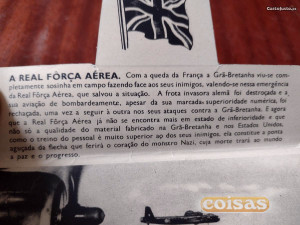 CustoJusto.pt
A REAL FÔRÇA AÉREA. Com a queda da França a Grã-Bretanha viu-se com-
pletamente sosinha em campo fazendo face aos seus inimigos, valendo-se nessa emergência
da Real Fôrça Aérea, que salvou a situação. A frota invasora alemã foi destroçada e a
sua aviação de bombardeamento, apesar da sua marcada superioridade numérica, foi
rechaçada, uma vez a seguir à outra nos seus ataques contra a Grã-Bretanha. E agora
que a Real Fôrça Aérea já não se encontra mais em estado de inferioridade e que
não só a qualidade do material fabricado na Grã-Bretanha e nos Estados Unidos,
como o treino do pessoal é muito superior ao dos seus inimigos, ela constitue a ponta
aguçada da flecha que ferirá o coração do monstro Nazi, cuja morte trará ao mundo
a paz e o progresso.
coisas